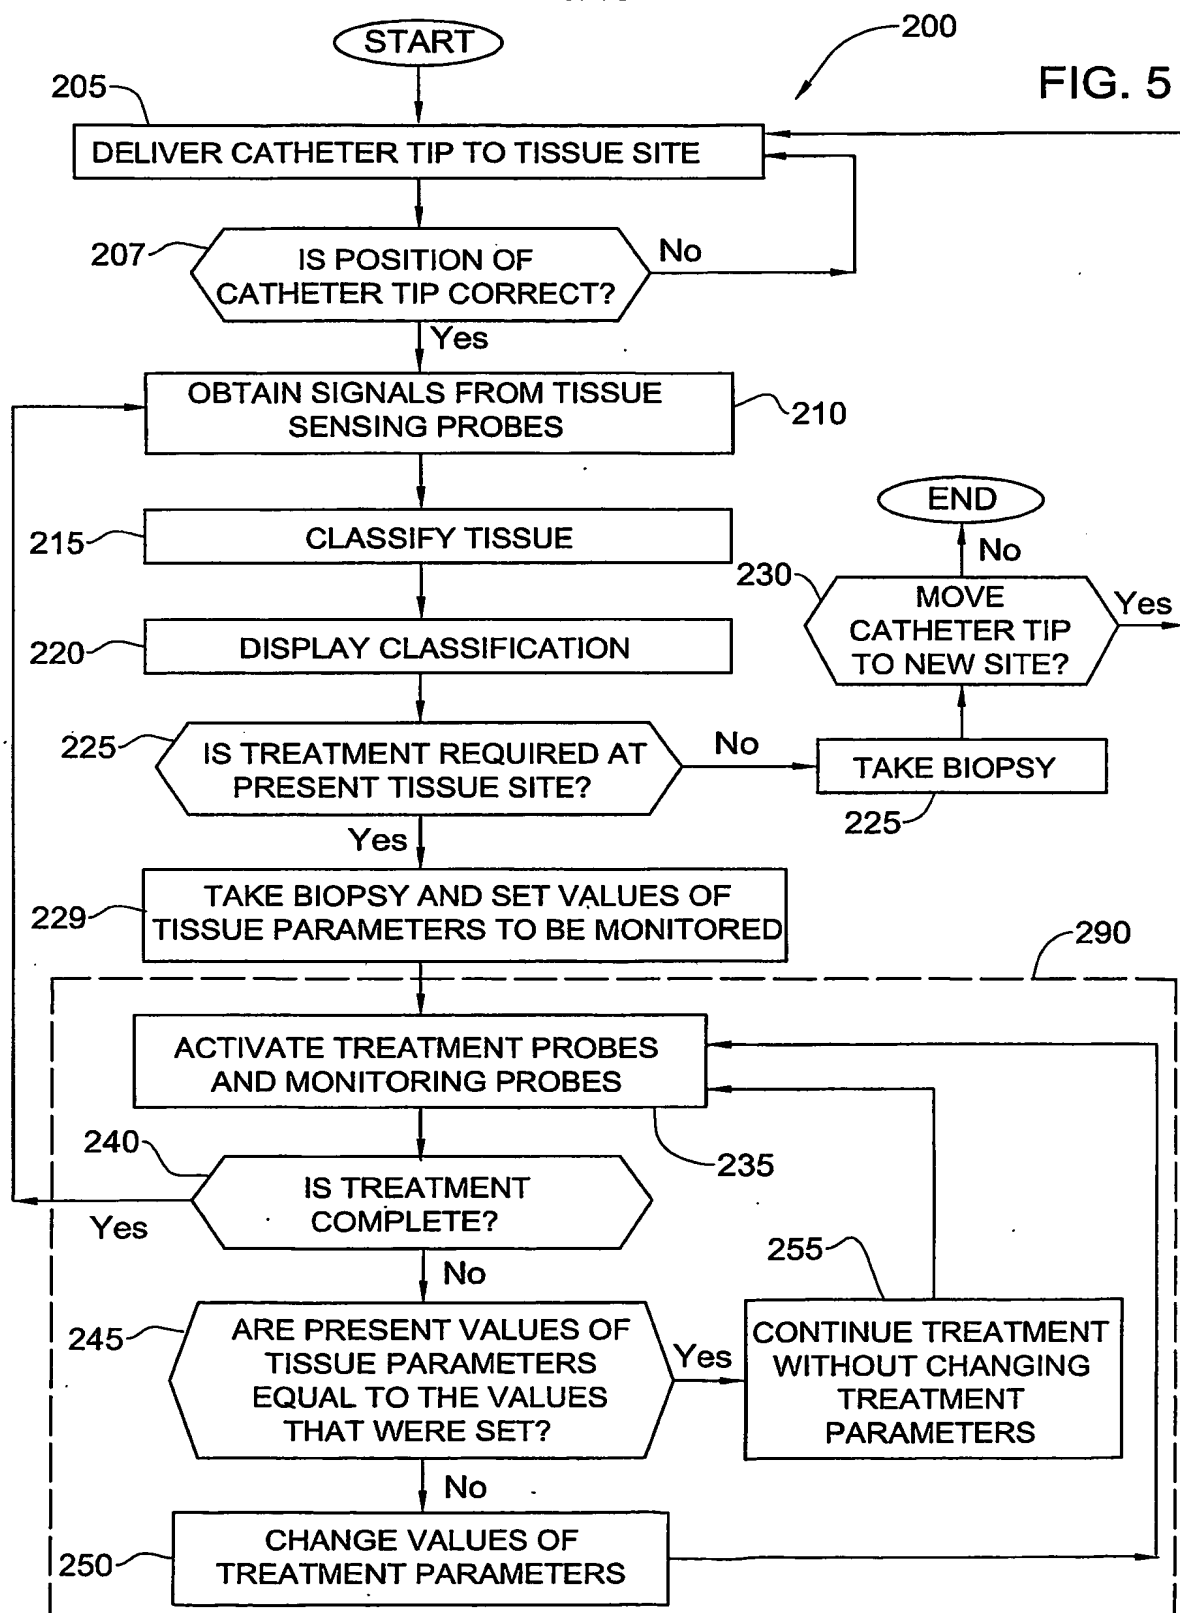 START
200
FIG. 5
205
DELIVER CATHETER TIP TO TISSUE SITE
207
IS POSITION OF
CATHETER TIP CORRECT?
No
Yes
OBTAIN SIGNALS FROM TISSUE
SENSING PROBES
210
215
CLASSIFY TISSUE
220
DISPLAY CLASSIFICATION
225
IS TREATMENT REQUIRED AT
PRESENT TISSUE SITE?
No
TAKE BIOPSY
225
230
MOVE
CATHETER TIP
TO NEW SITE?
Yes
No
END
Yes
229
TAKE BIOPSY AND SET VALUES OF
TISSUE PARAMETERS TO BE MONITORED
290
ACTIVATE TREATMENT PROBES
AND MONITORING PROBES
235
240
IS TREATMENT
COMPLETE?
Yes
No
245
ARE PRESENT VALUES OF
TISSUE PARAMETERS
EQUAL TO THE VALUES
THAT WERE SET?
Yes
255
CONTINUE TREATMENT
WITHOUT CHANGING
TREATMENT
PARAMETERS
No
250
CHANGE VALUES OF
TREATMENT PARAMETERS